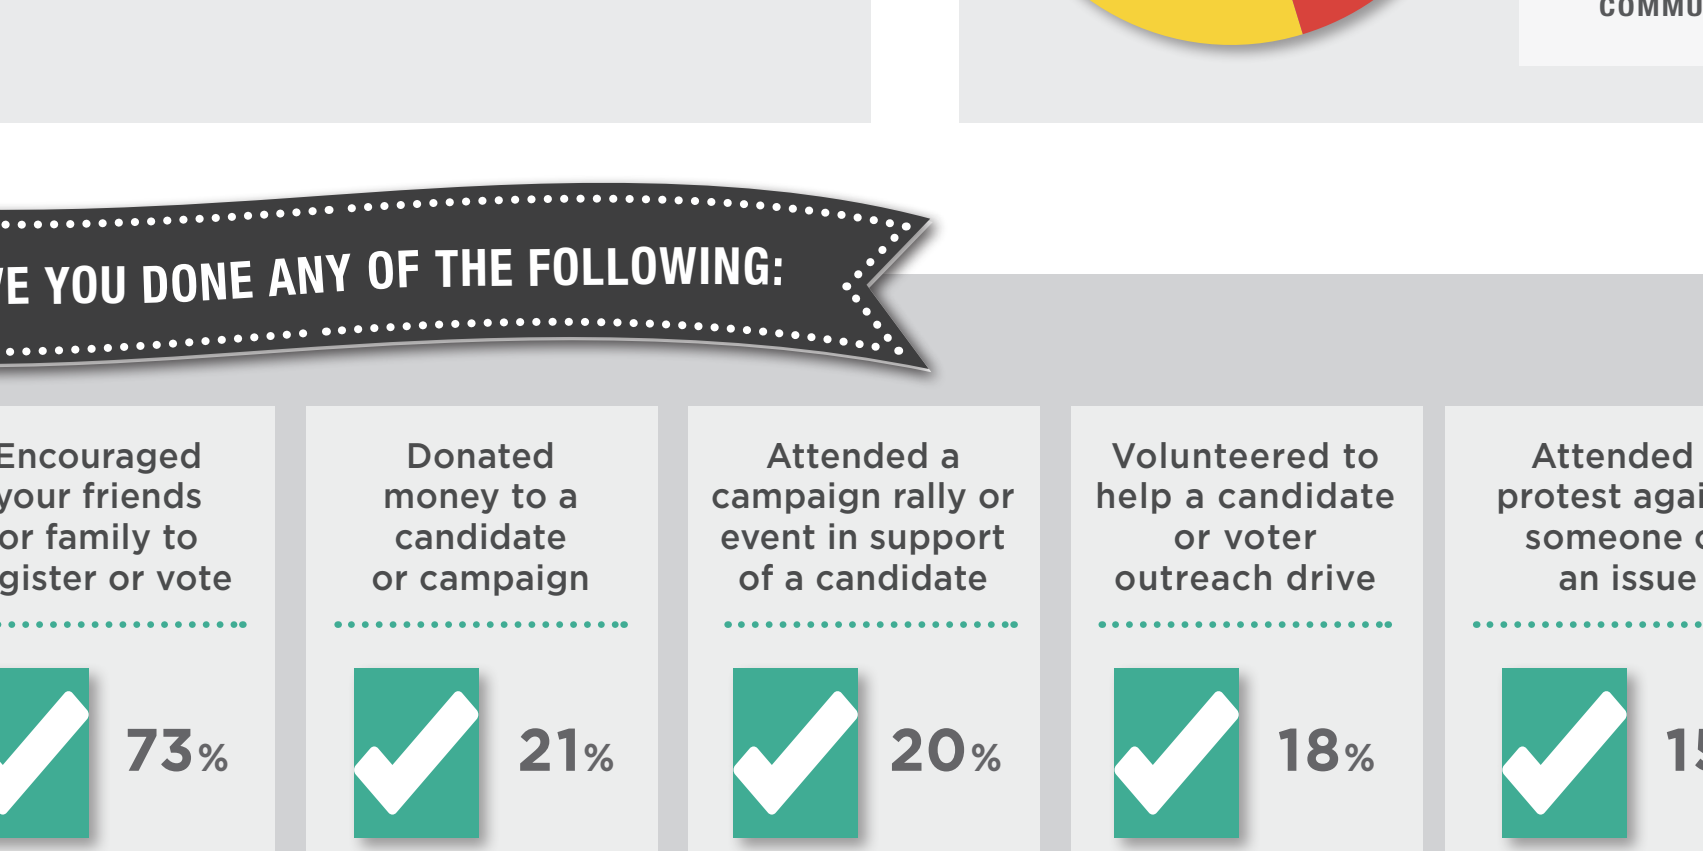 COMMU
VE YOU DONE ANY OF THE FOLLOWING:
Encouraged
your friends
or family to
gister or vote
73%
Donated
money to a
candidate
or campaign
21%
Attended a
campaign rally or
event in support
of a candidate
20%
Volunteered to
help a candidate
or voter
outreach drive
18%
Attended
protest agai
someone o
an issue
15